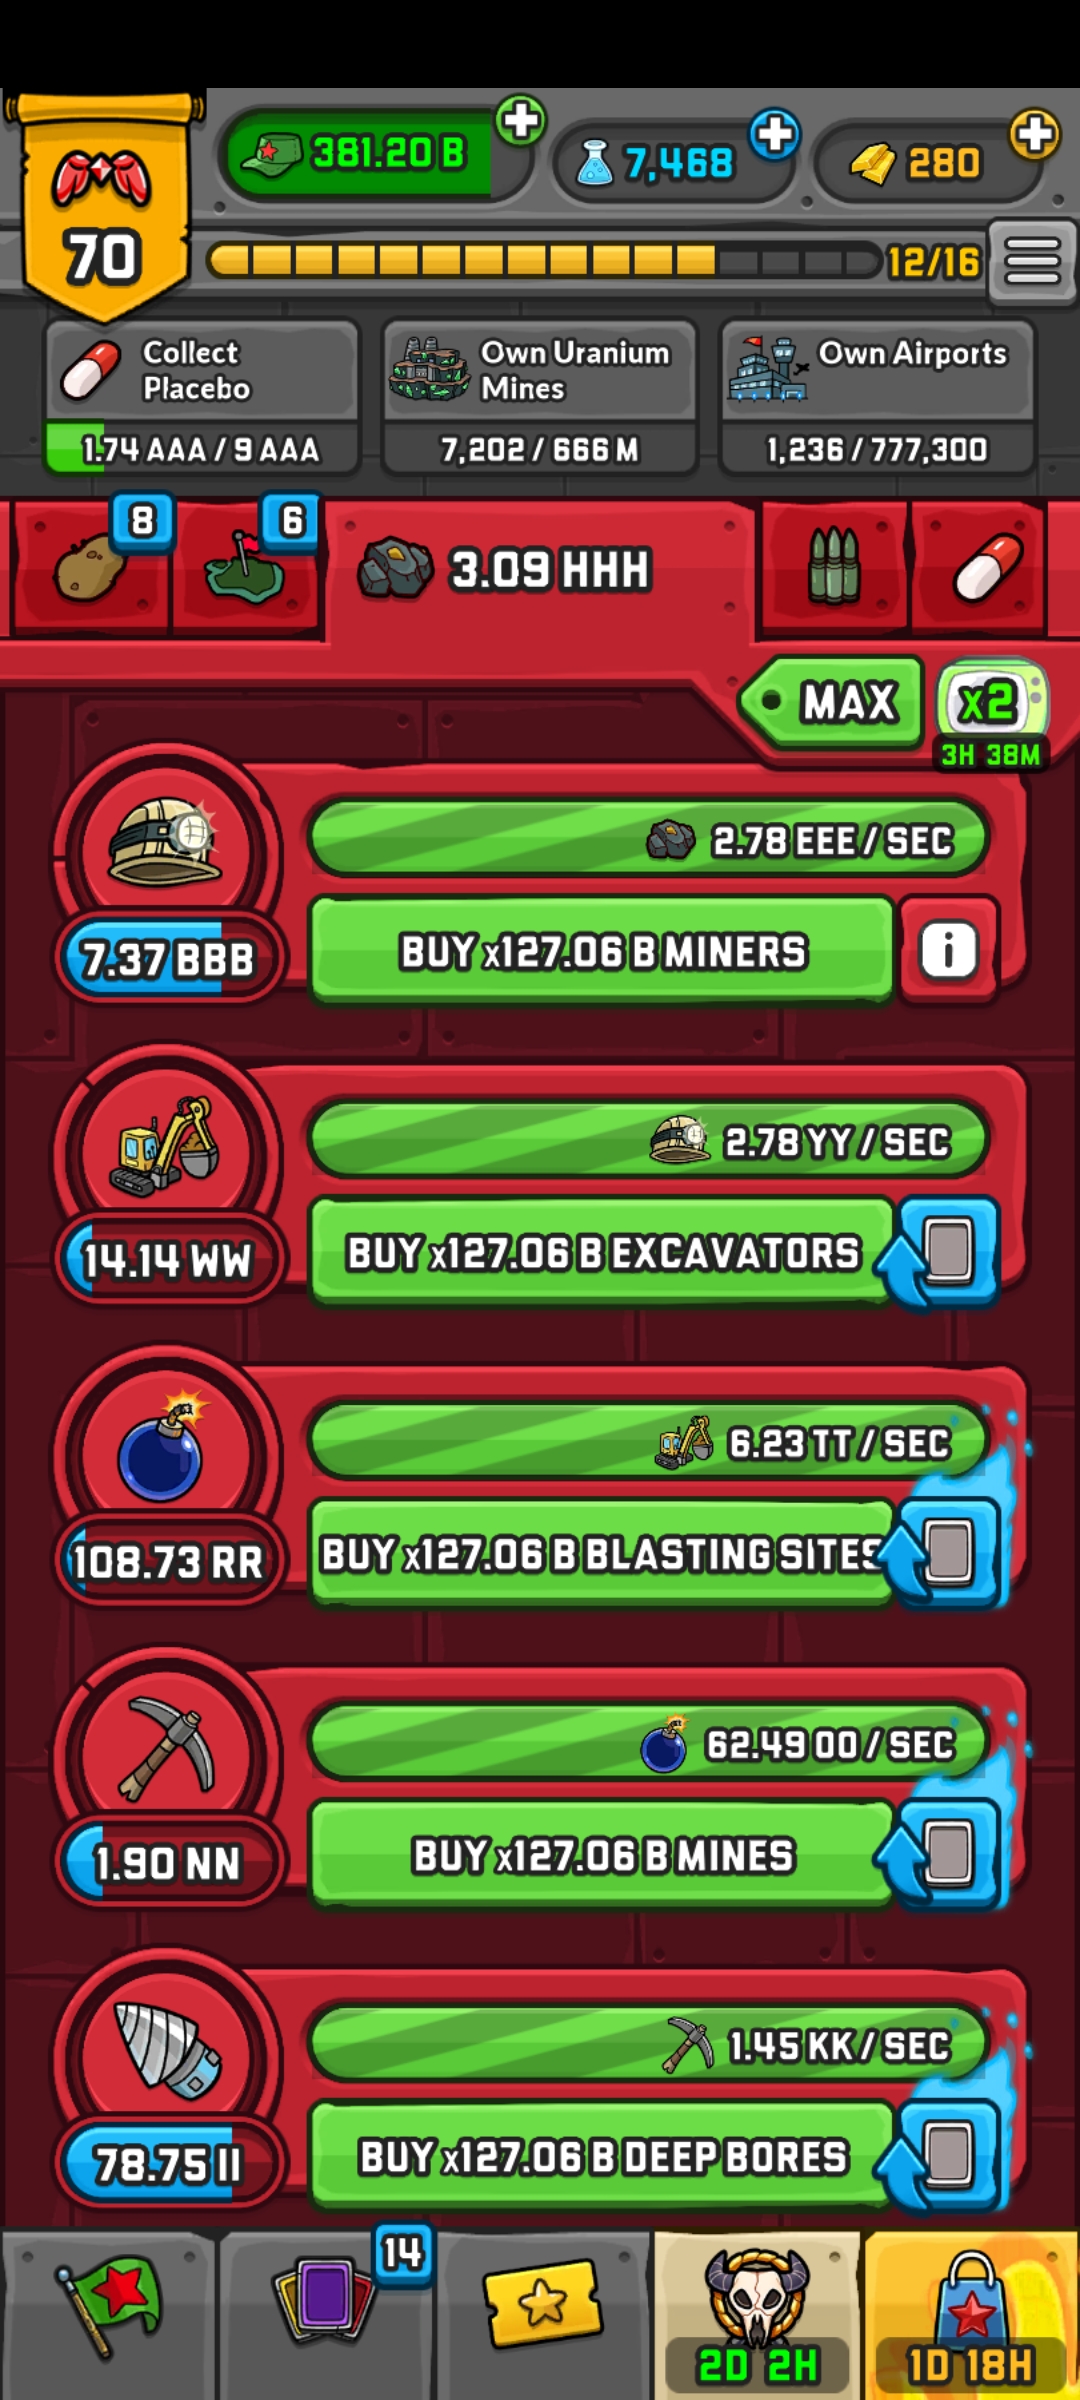 381.20 B
7,468
280
70
12/16
Collect
Placebo
1.74 AAA / 9 AAA
Own Uranium
Mines
7,202 / 666 M
Own Airports
1,236 / 777,300
8
6
3.09 HHH
MAX
x2
3H 38M
2.78 EEE / SEC
7.37 BBB
BUY x127.06 B MINERS
i
2.78 YY / SEC
14.14 WW
BUY x127.06 B EXCAVATORS
6.23 TT / SEC
108.73 RR
BUY x127.06 B BLASTING SITES
62.49 OO / SEC
1.90 NN
BUY x127.06 B MINES
1.45 KK / SEC
78.75 II
BUY x127.06 B DEEP BORES
14
2D 2H
1D 18H